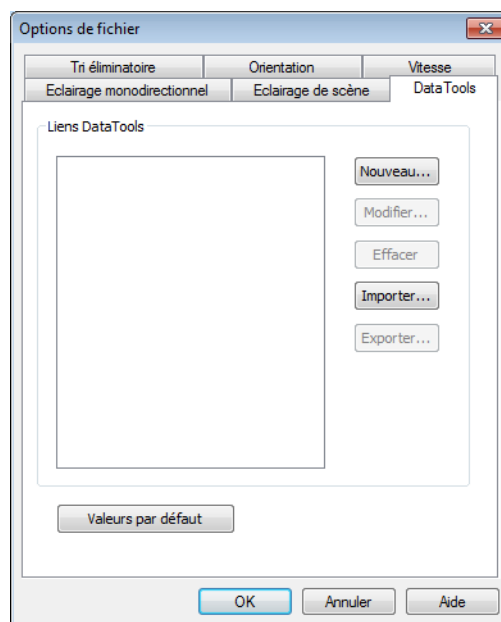 Options de fichier
Tri éliminatoire Orientation Vitesse
Eclairage monodirectionnel Eclairage de scène DataTools
Liens DataTools
Nouveau...
Modifier...
Effacer
Importer...
Exporter...
Valeurs par défaut
OK Annuler Aide